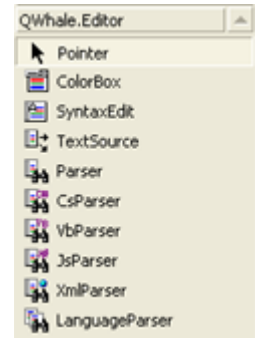 QWhale.Editor
Pointer
ColorBox
SyntaxEdit
TextSource
Parser
CsParser
VbParser
JsParser
XmlParser
LanguageParser